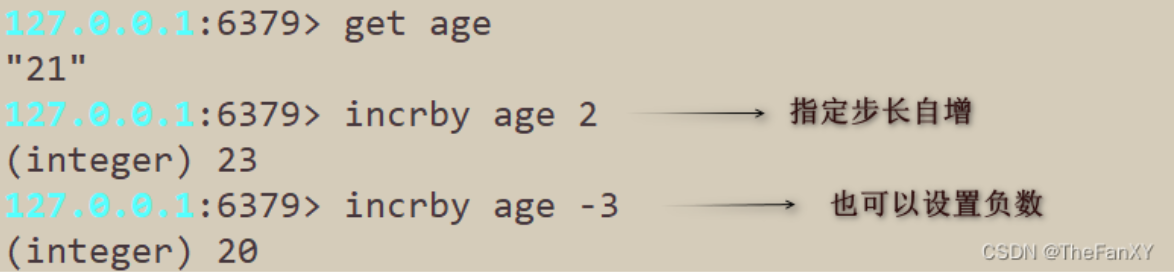 127.0.0.1:6379> get age
"21"
127.0.0.1:6379> incrby age 2 指定步长自增
(integer) 23
127.0.0.1:6379> incrby age -3 也可以设置负数
(integer) 20
CSDN @TheFanXY